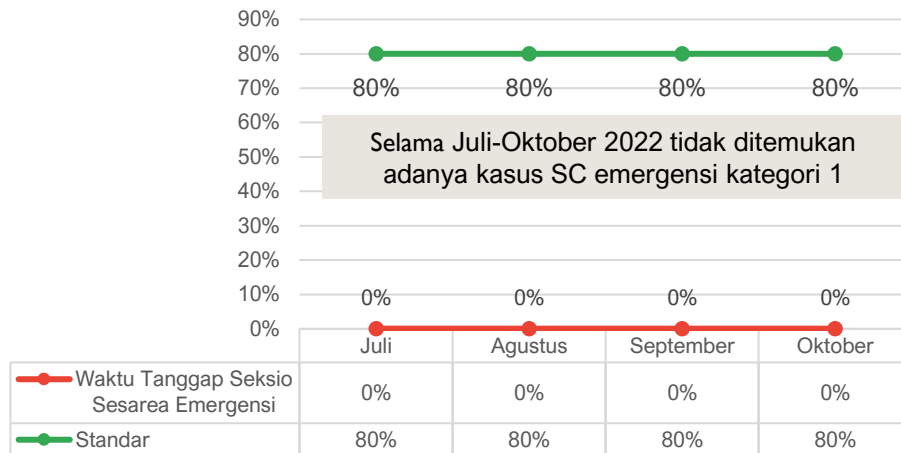 90%
80%
70%
60%
50%
40%
30%
20%
10%
0%
80% 80% 80% 80%
Selama Juli-Oktober 2022 tidak ditemukan
adanya kasus SC emergensi kategori 1
0% 0% 0% 0%
Juli Agustus September Oktober
Waktu Tanggap Seksio
Sesarea Emergensi
0% 0% 0% 0%
Standar 80% 80% 80% 80%